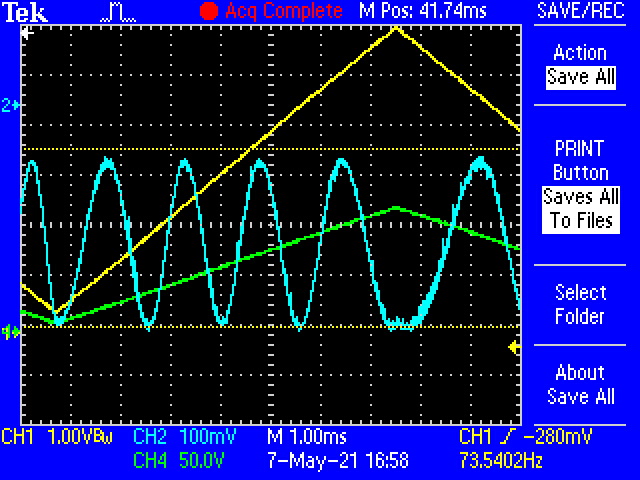 Tek Acq Complete M Pos: 41.74ms SAVE/REC
Action
Save All
2
PRINT
Button
Saves All
To Files
Select
Folder
4
About
Save All
CH1 1.00VBw CH2 100mV M 1.00ms CH1 -280mV
CH4 50.0V 7-May-21 16:58 73.5402Hz